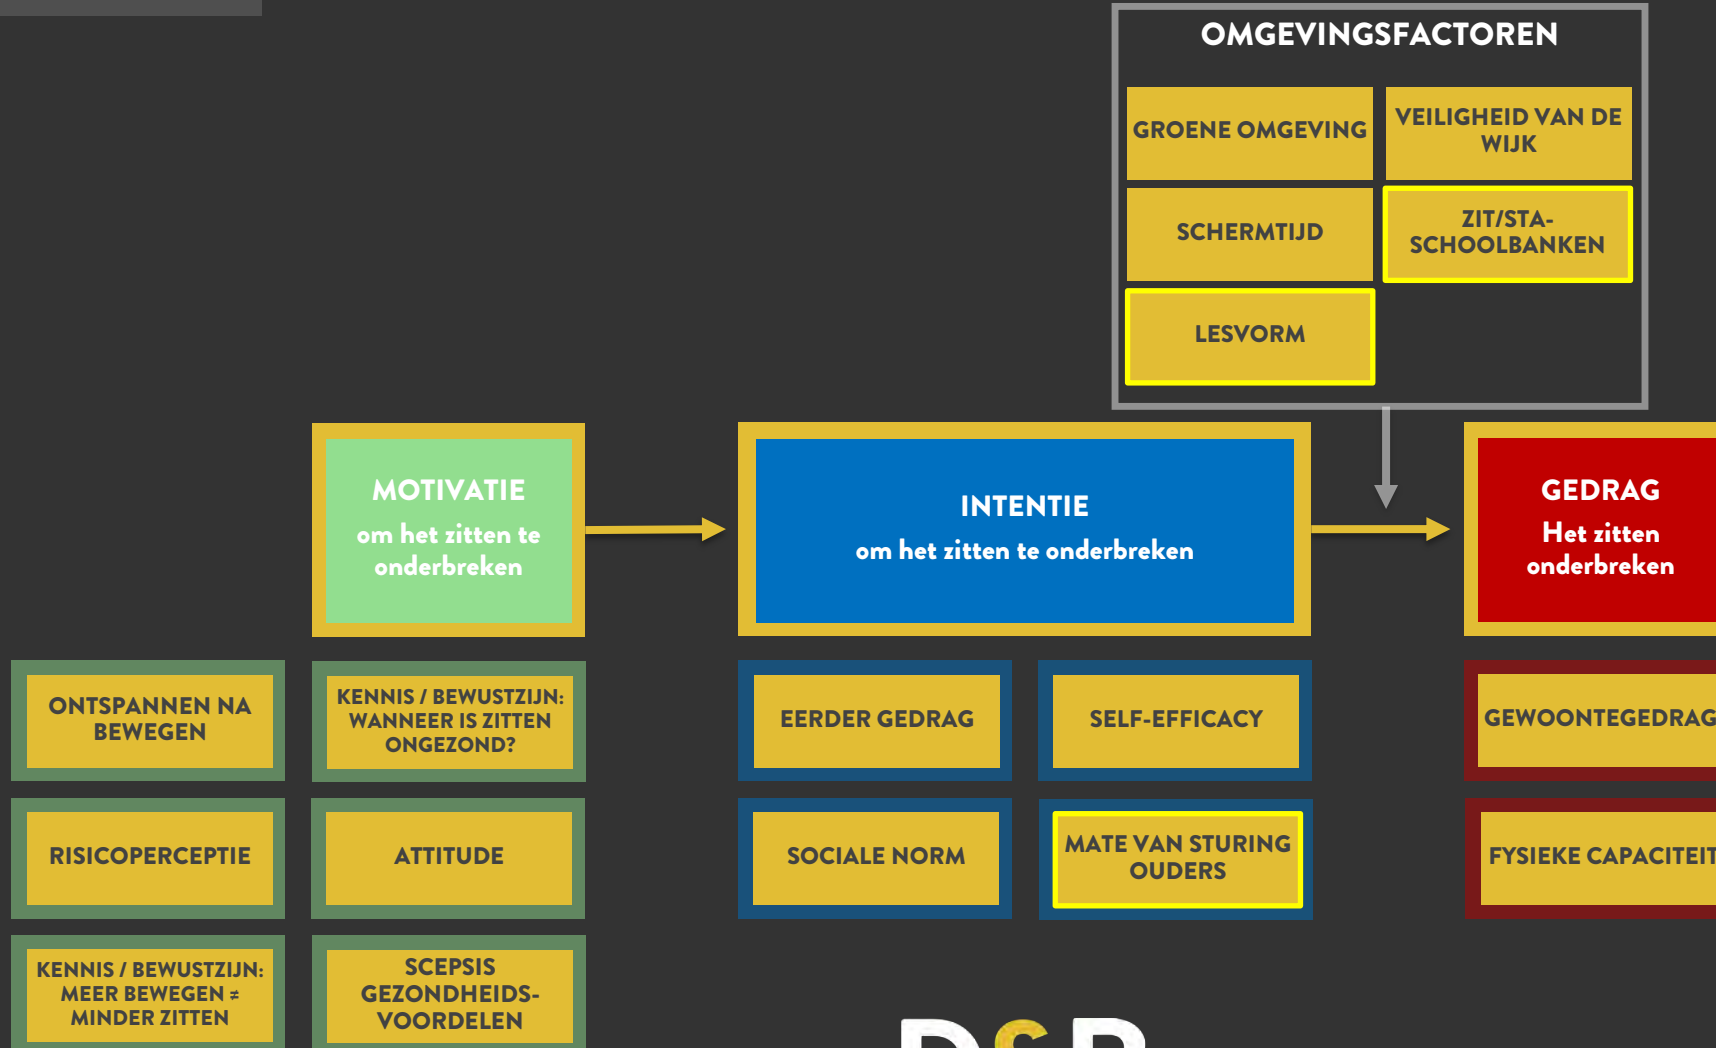 OMGEVINGSFACTOREN
GROENE OMGEVING
VEILIGHEID VAN DE
WIJK
SCHERMTIJD
ZIT/STA-
SCHOOLBANKEN
LESVORM
MOTIVATIE
om het zitten te
onderbreken
INTENTIE
om het zitten te onderbreken
GEDRAG
Het zitten
onderbreken
ONTSPANNEN NA
BEWEGEN
KENNIS / BEWUSTZIJN:
WANNEER IS ZITTEN
ONGEZOND?
EERDER GEDRAG
SELF-EFFICACY
GEWOONTEGEDRAG
RISICOPERCEPTIE
ATTITUDE
SOCIALE NORM
MATE VAN STURING
OUDERS
FYSIEKE CAPACITEIT
KENNIS / BEWUSTZIJN:
MEER BEWEGEN ≠
MINDER ZITTEN
SCEPSIS
GEZONDHEIDS-
VOORDELEN